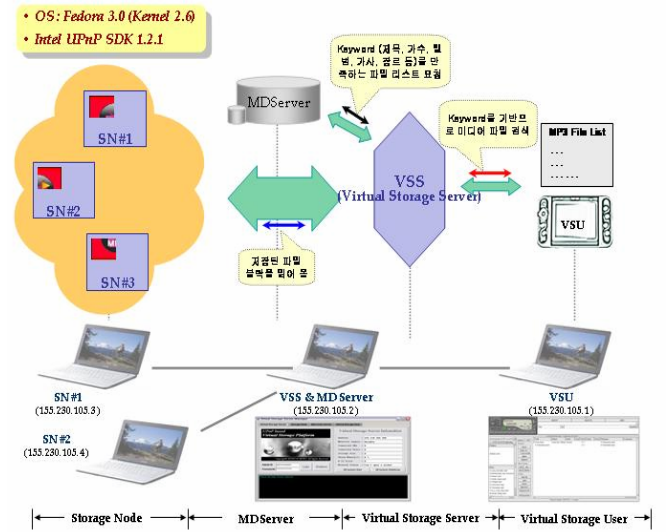 • OS: Fedora 3.0 (Kernel 2.6)
• Intel UPnP SDK 1.2.1
SN#1
SN#2
SN#3
MDServer
Keyword (제목, 가수, 앨
범, 가사, 장르 등)을 만
족하는 파일 리스트 요청
VSS
(Virtual Storage Server)
Keyword를 기반으
로 미디어 파일 검색
MP3 File List
...
...
......
VSU
저장된 파일
블락을 읽어 옴
SN#1
(155.230.105.3)
VSS & MD Server
(155.230.105.2)
VSU
(155.230.105.1)
SN#2
(155.230.105.4)
Virtual Storage Platform
Storage Node
MDServer
Virtual Storage Server
Virtual Storage User